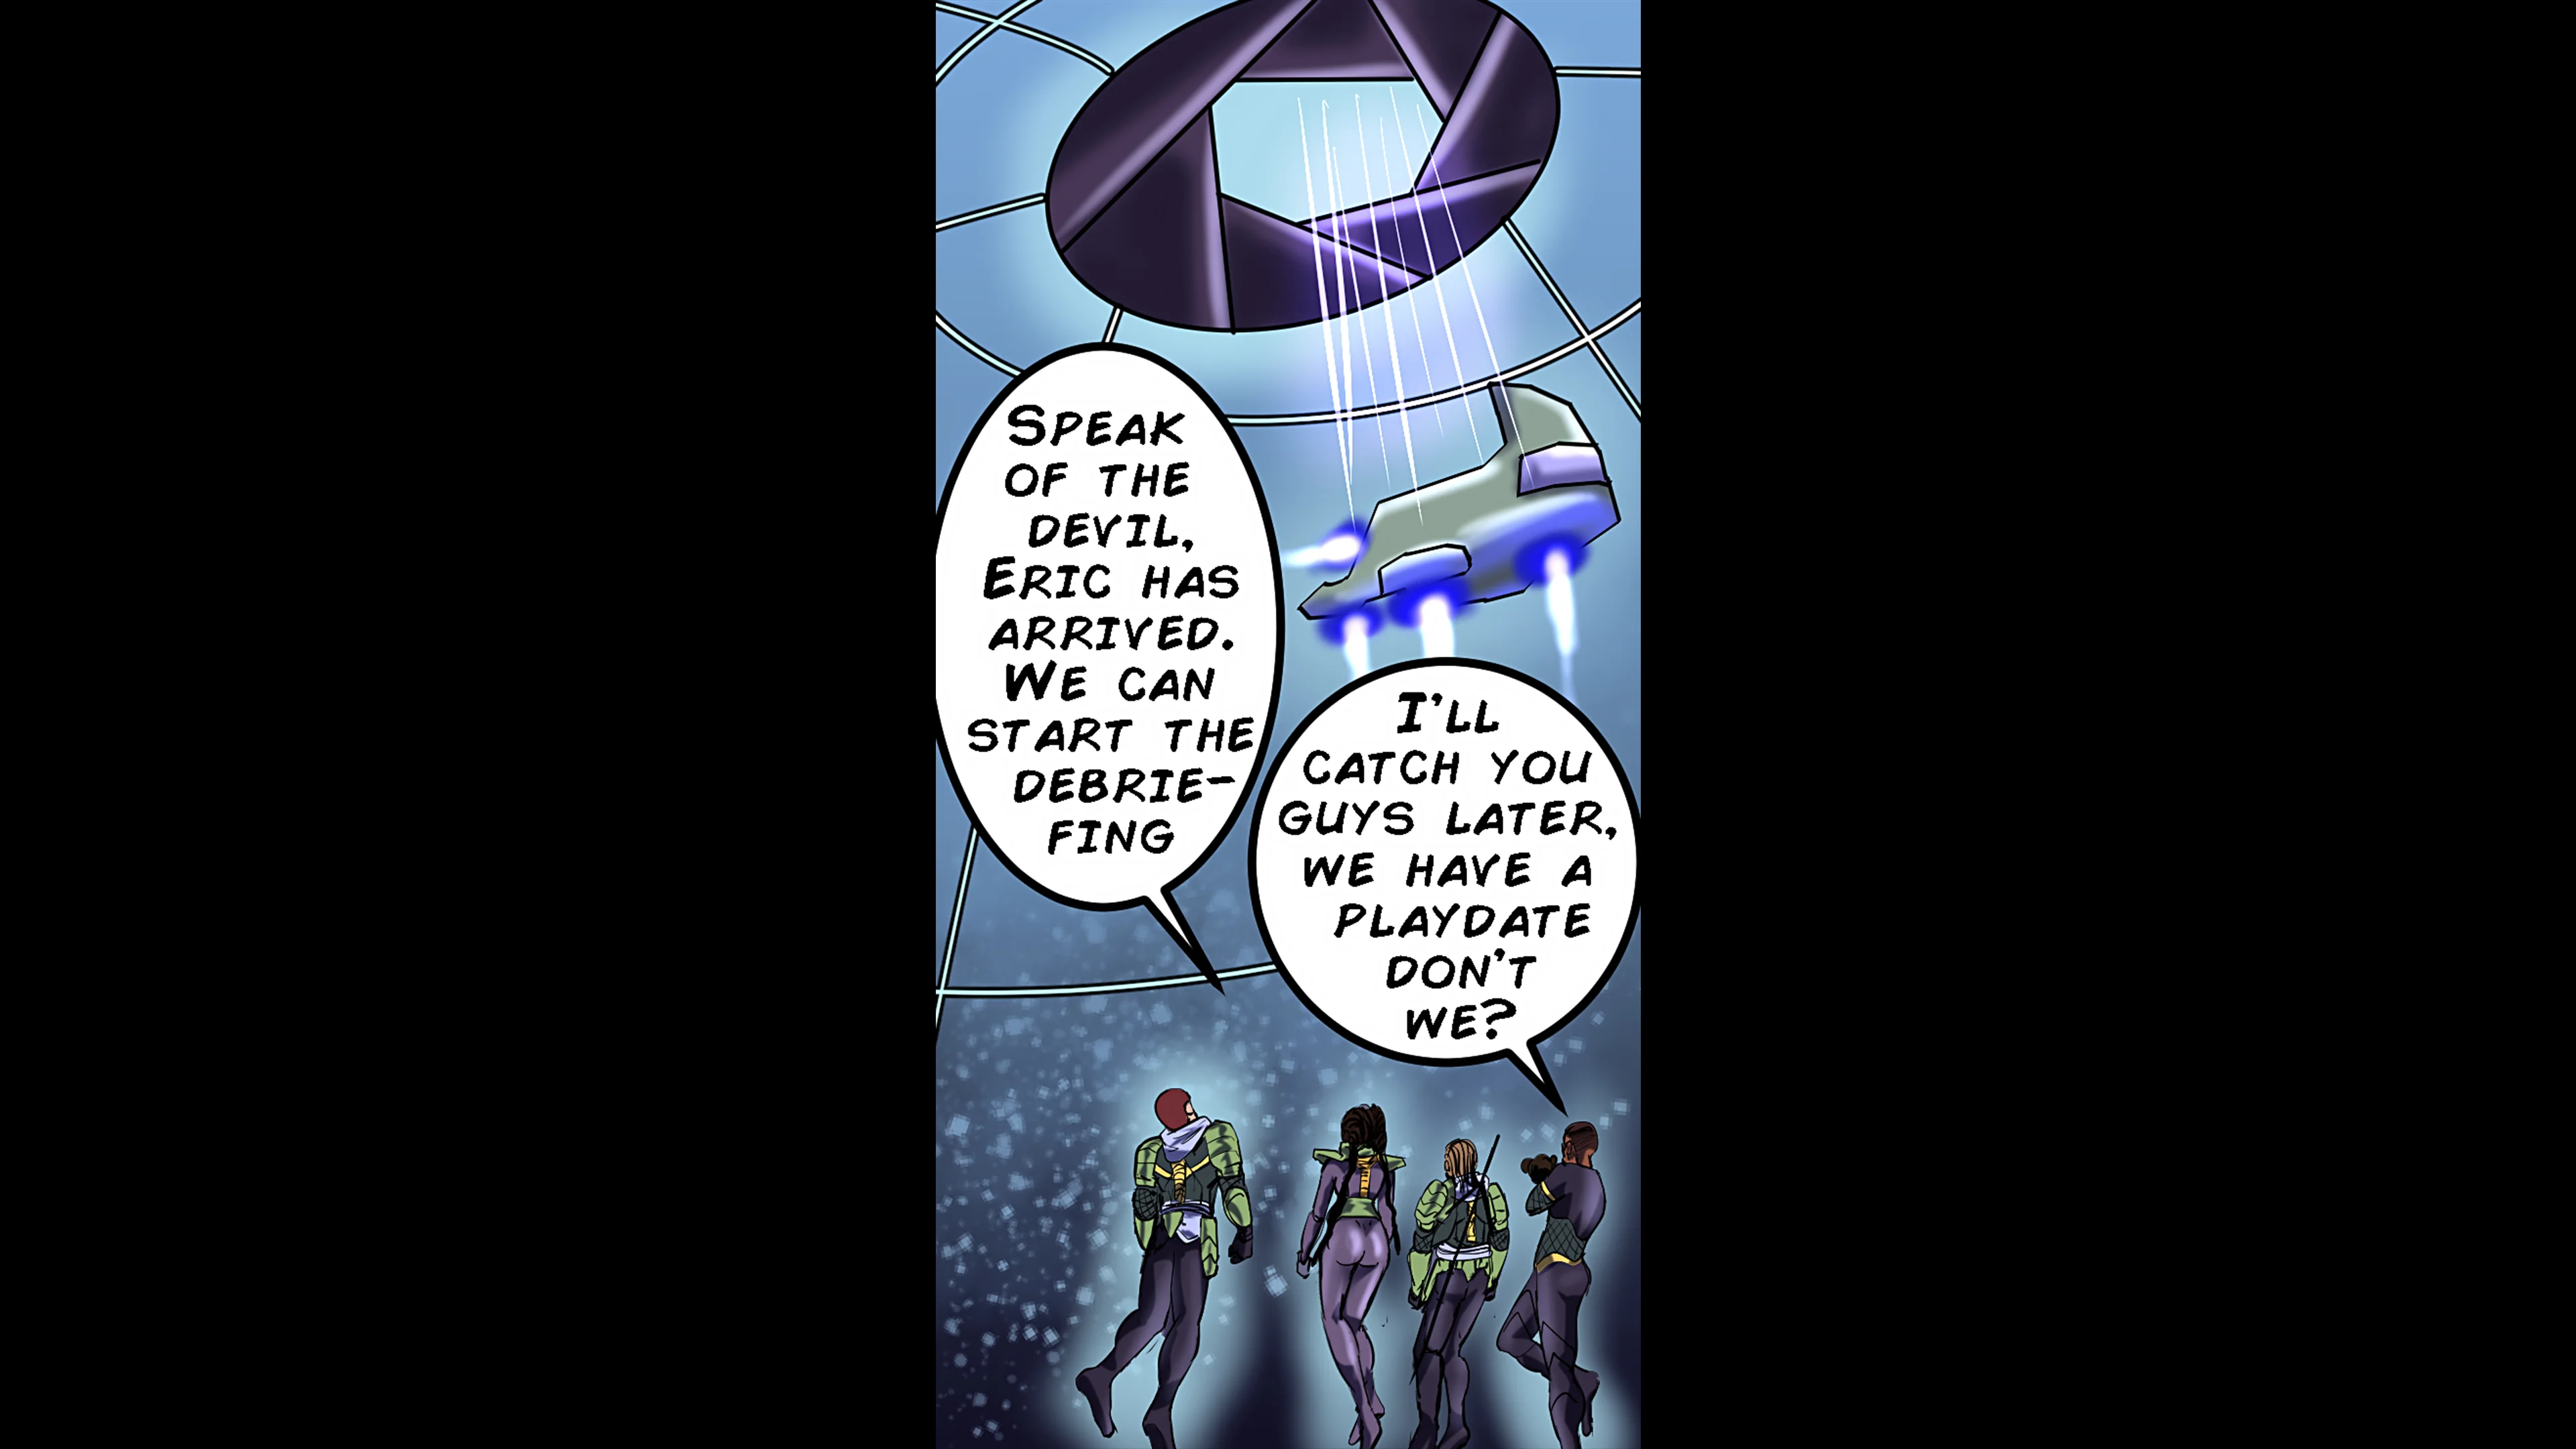 SPEAK
OF THE
DEVIL,
ERIC HAS
ARRIVED.
WE CAN
START THE
DEBRIE-
FING
I'LL
CATCH YOU
GUYS LATER,
WE HAVE A
PLAYDATE
DON'T
WE?